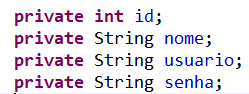 private int id;
private String nome;
private String usuario;
private String senha;